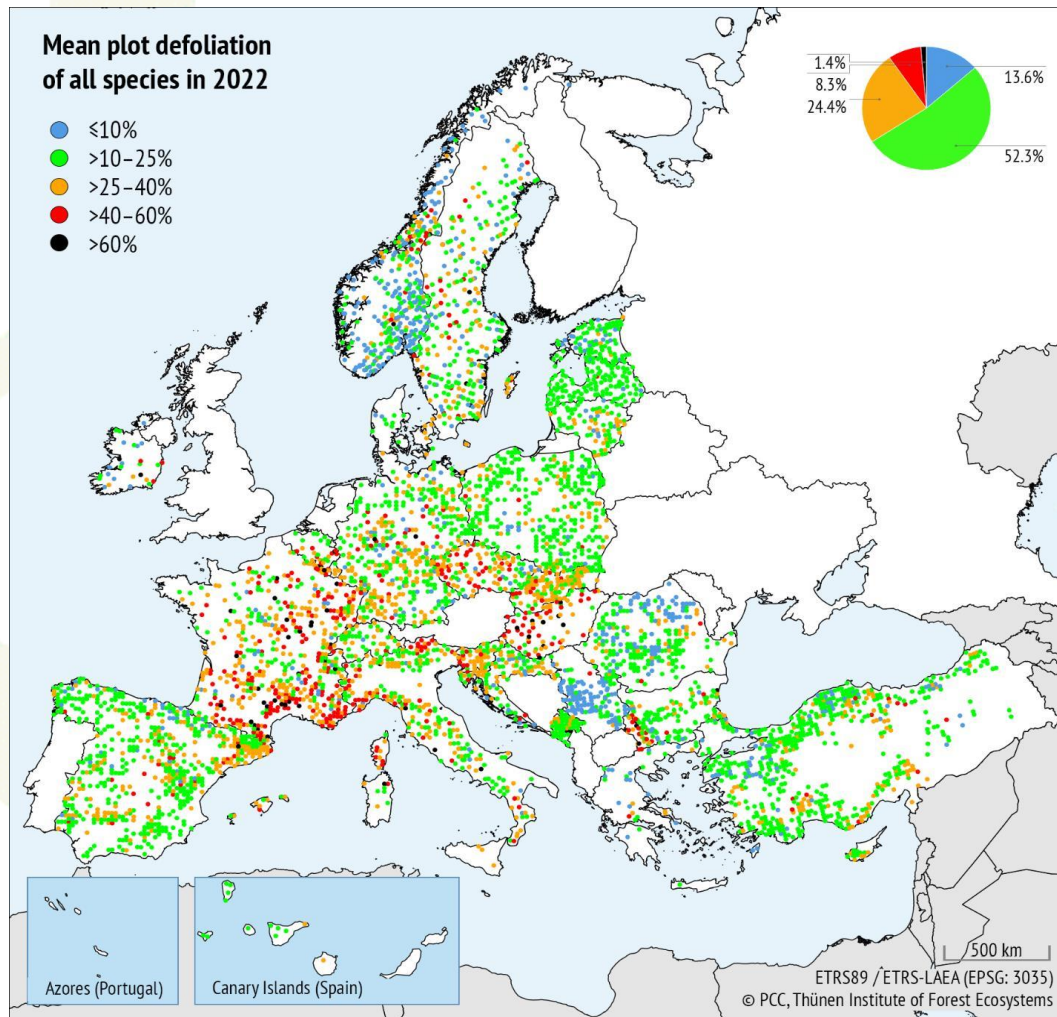 Mean plot defoliation
of all species in 2022
≤10%
>10–25%
>25–40%
>40–60%
>60%
1.4%
8.3%
24.4%
13.6%
52.3%
Azores (Portugal)
Canary Islands (Spain)
500 km
ETRS89 / ETRS-LAEA (EPSG: 3035)
© PCC, Thünen Institute of Forest Ecosystems